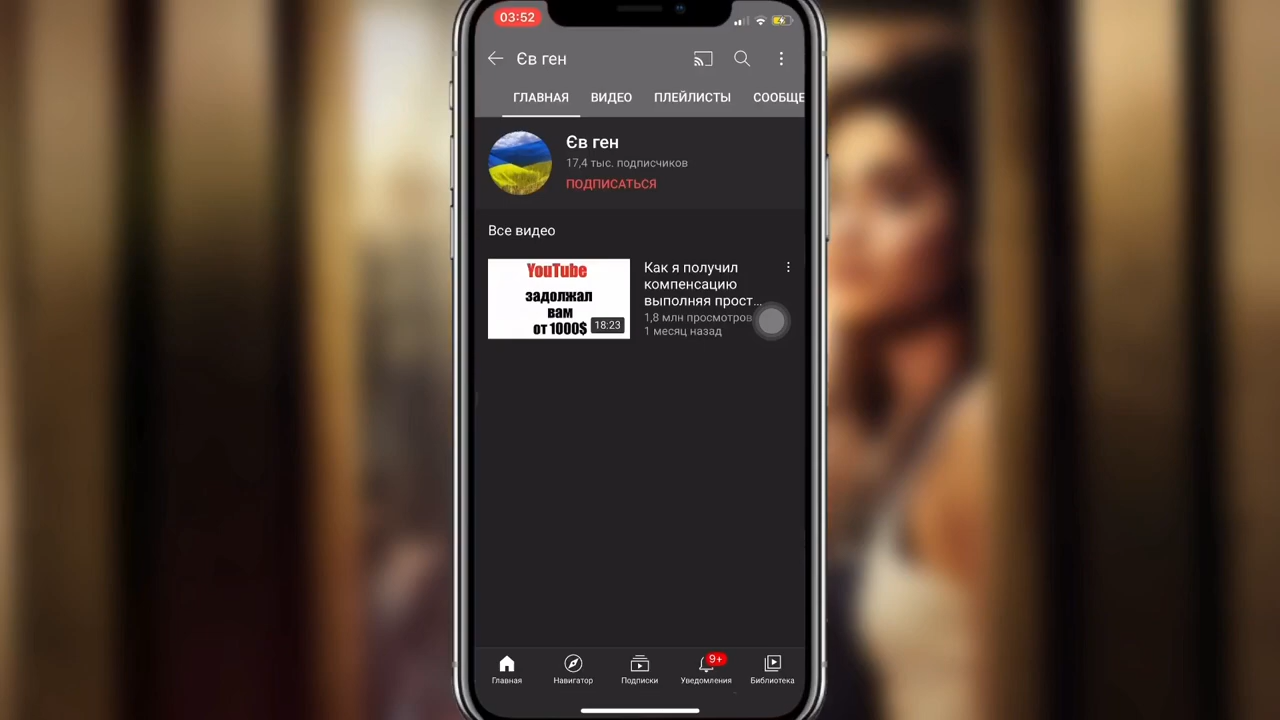 03:52
Єв ген
ГЛАВНАЯ ВИДЕО ПЛЕЙЛИСТЫ СООБЩЕ
Єв ген
17,4 тыс. подписчиков
ПОДПИСАТЬСЯ
Все видео
YouTube
задолжал
вам
от 1000$
18:23
Как я получил
компенсацию
выполняя прост…
1,8 млн просмотров
1 месяц назад
9+
Главная Навигатор Подписки Уведомления Библиотека